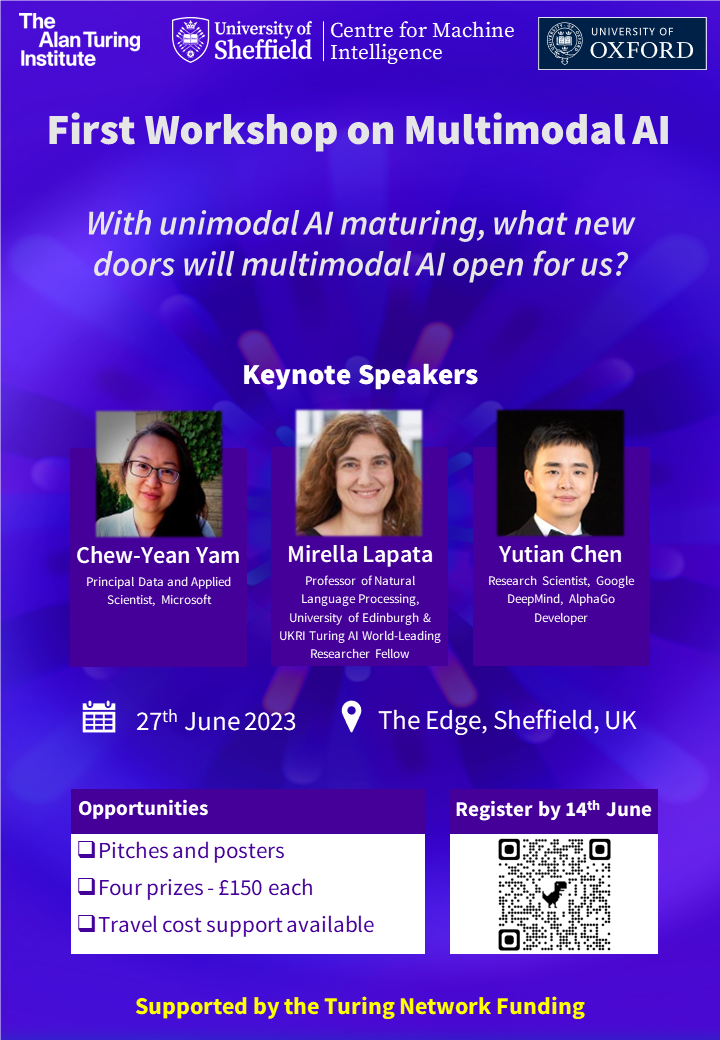 The
Alan Turing
Institute
University of
Sheffield
Centre for Machine
Intelligence
UNIVERSITY OF
OXFORD
First Workshop on Multimodal AI
With unimodal AI maturing, what new
doors will multimodal AI open for us?
Keynote Speakers
Chew-Yean Yam
Principal Data and Applied
Scientist, Microsoft
Mirella Lapata
Professor of Natural
Language Processing,
University of Edinburgh &
UKRI Turing AI World-Leading
Researcher Fellow
Yutian Chen
Research Scientist, Google
DeepMind, AlphaGo
Developer
27th June 2023
The Edge, Sheffield, UK
Opportunities
❑ Pitches and posters
❑ Four prizes - £150 each
❑ Travel cost support available
Register by 14th June
Supported by the Turing Network Funding